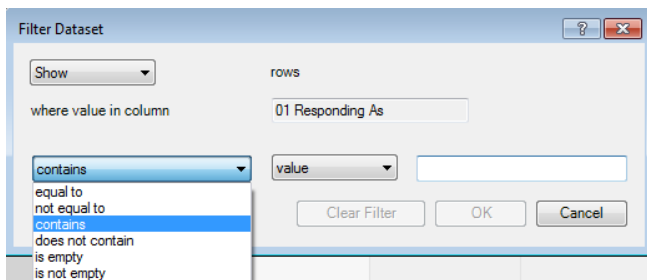 Filter Dataset
?
Show rows
where value in column 01 Responding As
contains value
equal to
not equal to
contains
does not contain
is empty
is not empty
Clear Filter OK Cancel